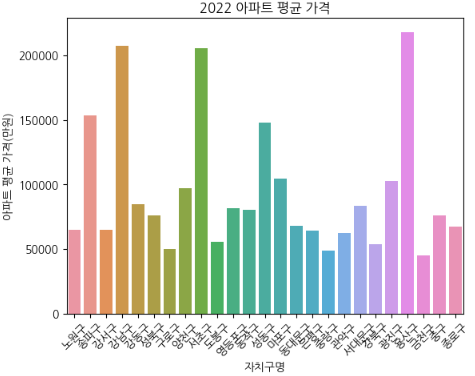 2022 아파트 평균 가격
아파트 평균 가격(만원)
200000
150000
100000
50000
0
노원구 송파구 강서구 강남구 강동구 성북구 구로구 양천구 서초구 도봉구 영등포구 동작구 성동구 마포구 동대문구 은평구 중랑구 관악구 서대문구 강북구 광진구 용산구 금천구 중구 종로구
자치구명